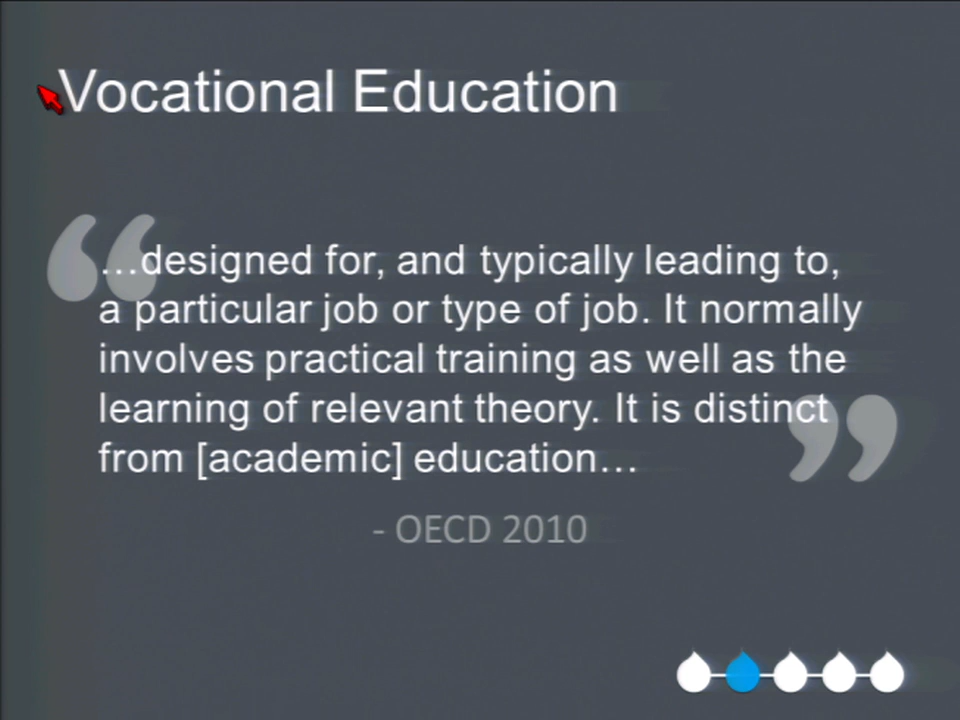 Vocational Education
“
…designed for, and typically leading to,
a particular job or type of job. It normally
involves practical training as well as the
learning of relevant theory. It is distinct
from [academic] education…
”
- OECD 2010